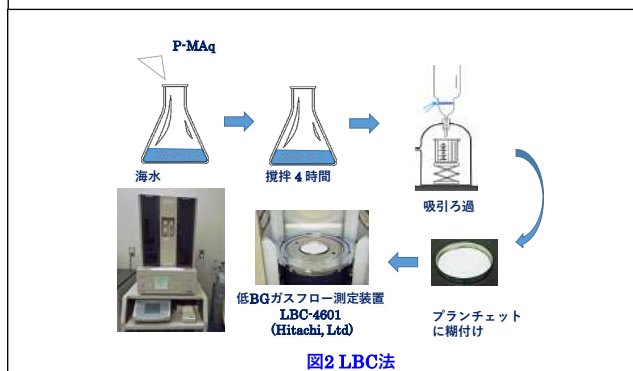 P-MAq
海水
撹拌 4 時間
吸引ろ過
プランチェット
に糊付け
低BGガスフロー測定装置
LBC-4601
(Hitachi, Ltd)
図2 LBC法